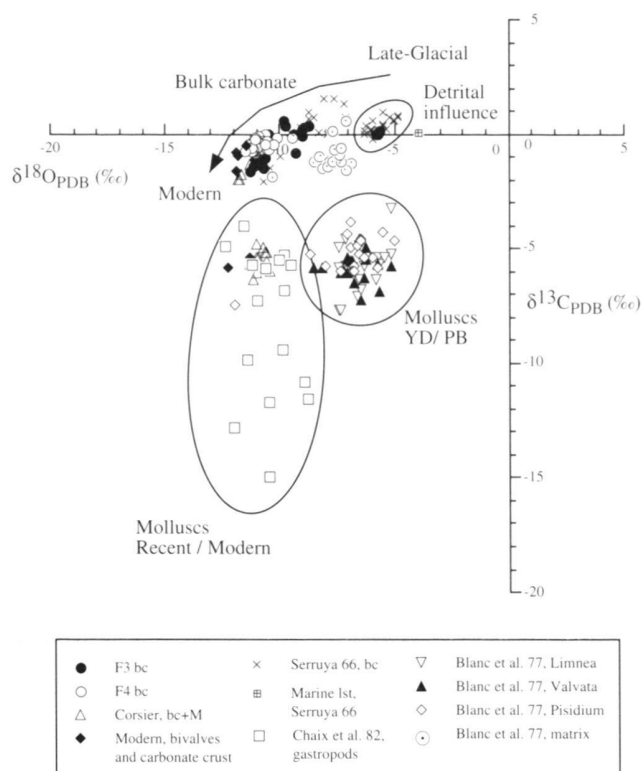 5
Late-Glacial
Bulk carbonate
Detrital
influence
-20
-15
-10
-5
δ18OPDB (‰)
Modern
-5
δ13CPDB (‰)
Molluscs
YD/ PB
-10
-15
Molluscs
Recent / Modern
-20
F3 bc
F4 bc
Corsier, bc+M
Modern, bivalves
and carbonate crust
Serruya 66, bc
Marine lst,
Serruya 66
Chaix et al. 82,
gastropods
Blanc et al. 77, Limnea
Blanc et al. 77, Valvata
Blanc et al. 77, Pisidium
Blanc et al. 77, matrix